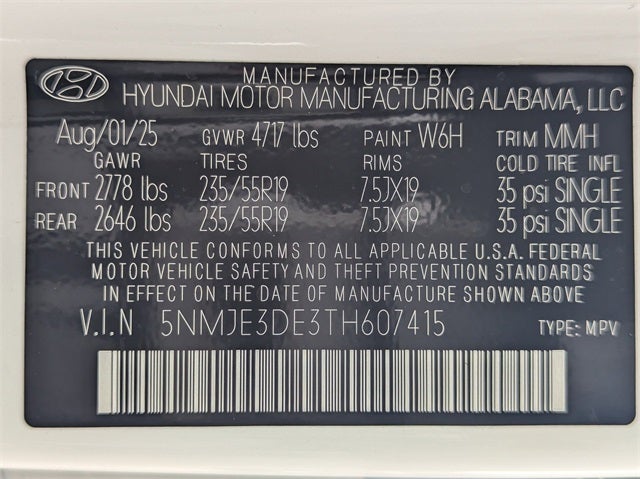 MANUFACTURED BY
HYUNDAI MOTOR MANUFACTURING ALABAMA, LLC
Aug/01/25 GVWR 4717 lbs PAINT W6H TRIM MMH
GAWR TIRES RIMS COLD TIRE INFL
FRONT 2778 lbs 235/55R19 7.5JX19 35 psi SINGLE
REAR 2646 lbs 235/55R19 7.5JX19 35 psi SINGLE
THIS VEHICLE CONFORMS TO ALL APPLICABLE U.S.A. FEDERAL
MOTOR VEHICLE SAFETY AND THEFT PREVENTION STANDARDS
IN EFFECT ON THE DATE OF MANUFACTURE SHOWN ABOVE
V.I.N 5NMJE3DE3TH607415 TYPE: MPV